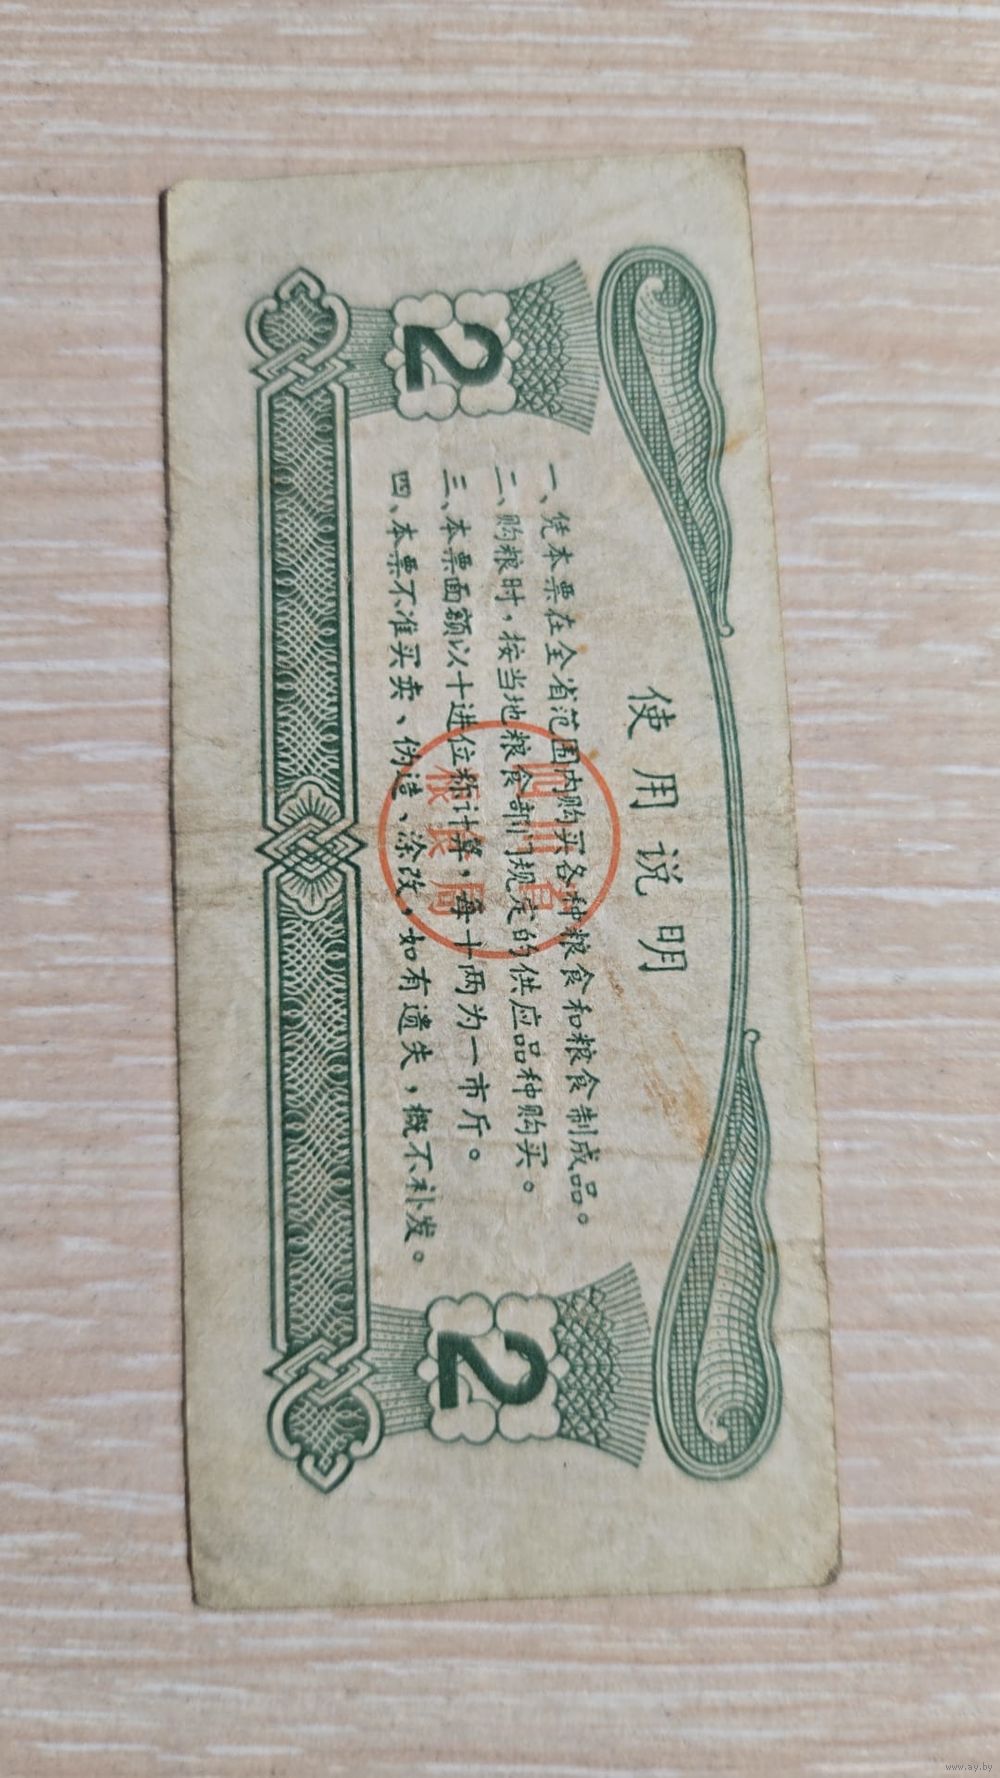 使用说明
2
一、凭本票在全省范围内购买各种粮食和粮食制成品。
二、购粮时，按当地粮食部门规定的供应品种购买。
三、本票面额以十进位称计算，每十两为一市斤。
四、本票不准买卖、伪造、涂改，如有遗失，概不补发。
2
四川省
粮食局
www.ay.by